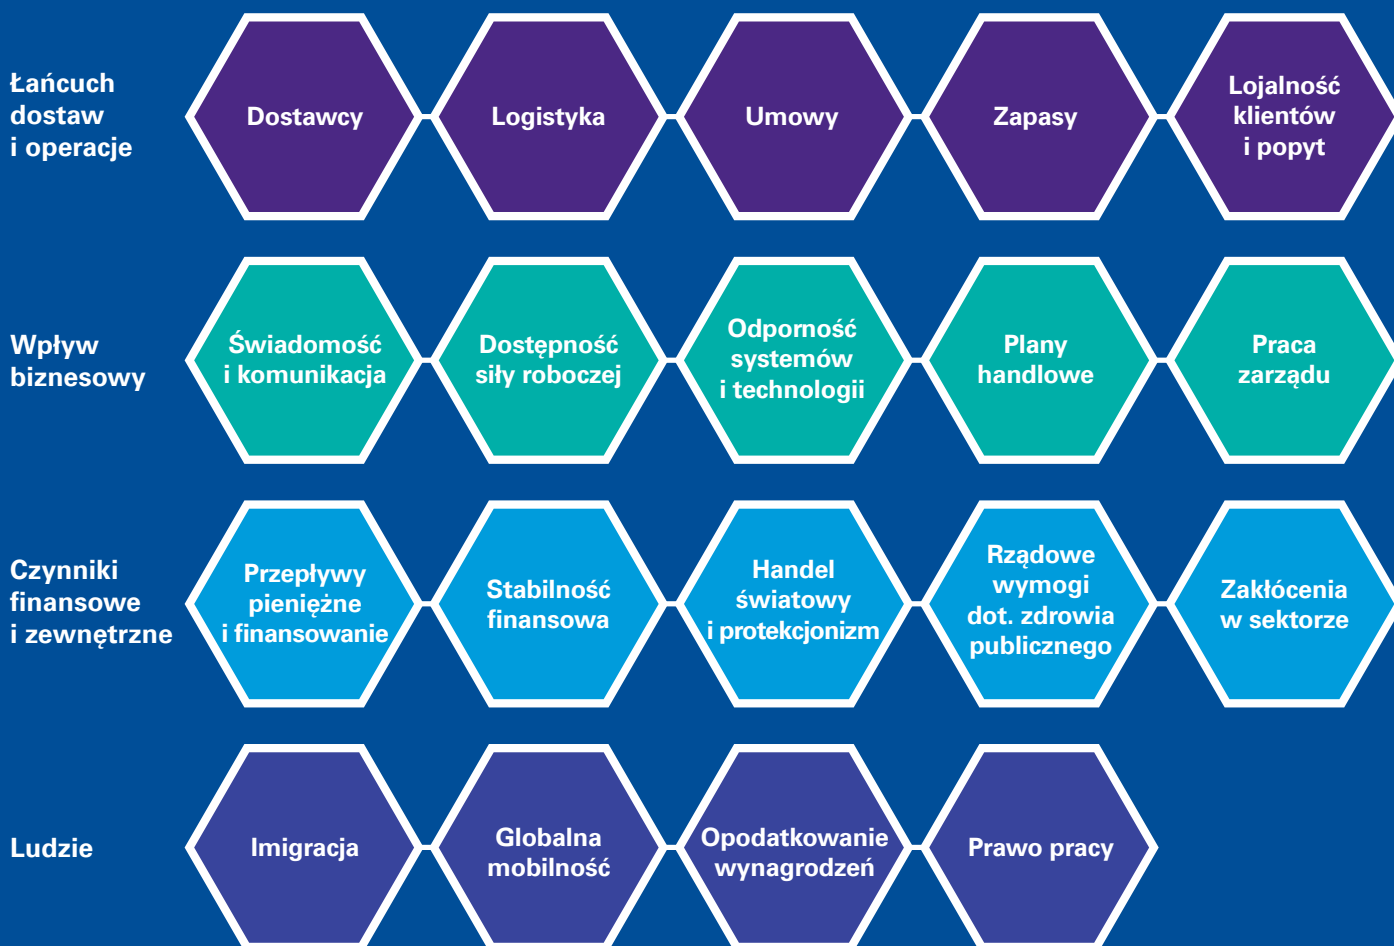 Łańcuch
dostaw
i operacje
Dostawcy
Logistyka
Umowy
Zapasy
Lojalność
klientów
i popyt
Wpływ
biznesowy
Świadomość
i komunikacja
Dostępność
siły roboczej
Odporność
systemów
i technologii
Plany
handlowe
Praca
zarządu
Czynniki
finansowe
i zewnętrzne
Przepływy
pieniężne
i finansowanie
Stabilność
finansowa
Handel
światowy
i protekcjonizm
Rządowe
wymogi
dot. zdrowia
publicznego
Zakłócenia
w sektorze
Ludzie
Imigracja
Globalna
mobilność
Opodatkowanie
wynagrodzeń
Prawo pracy